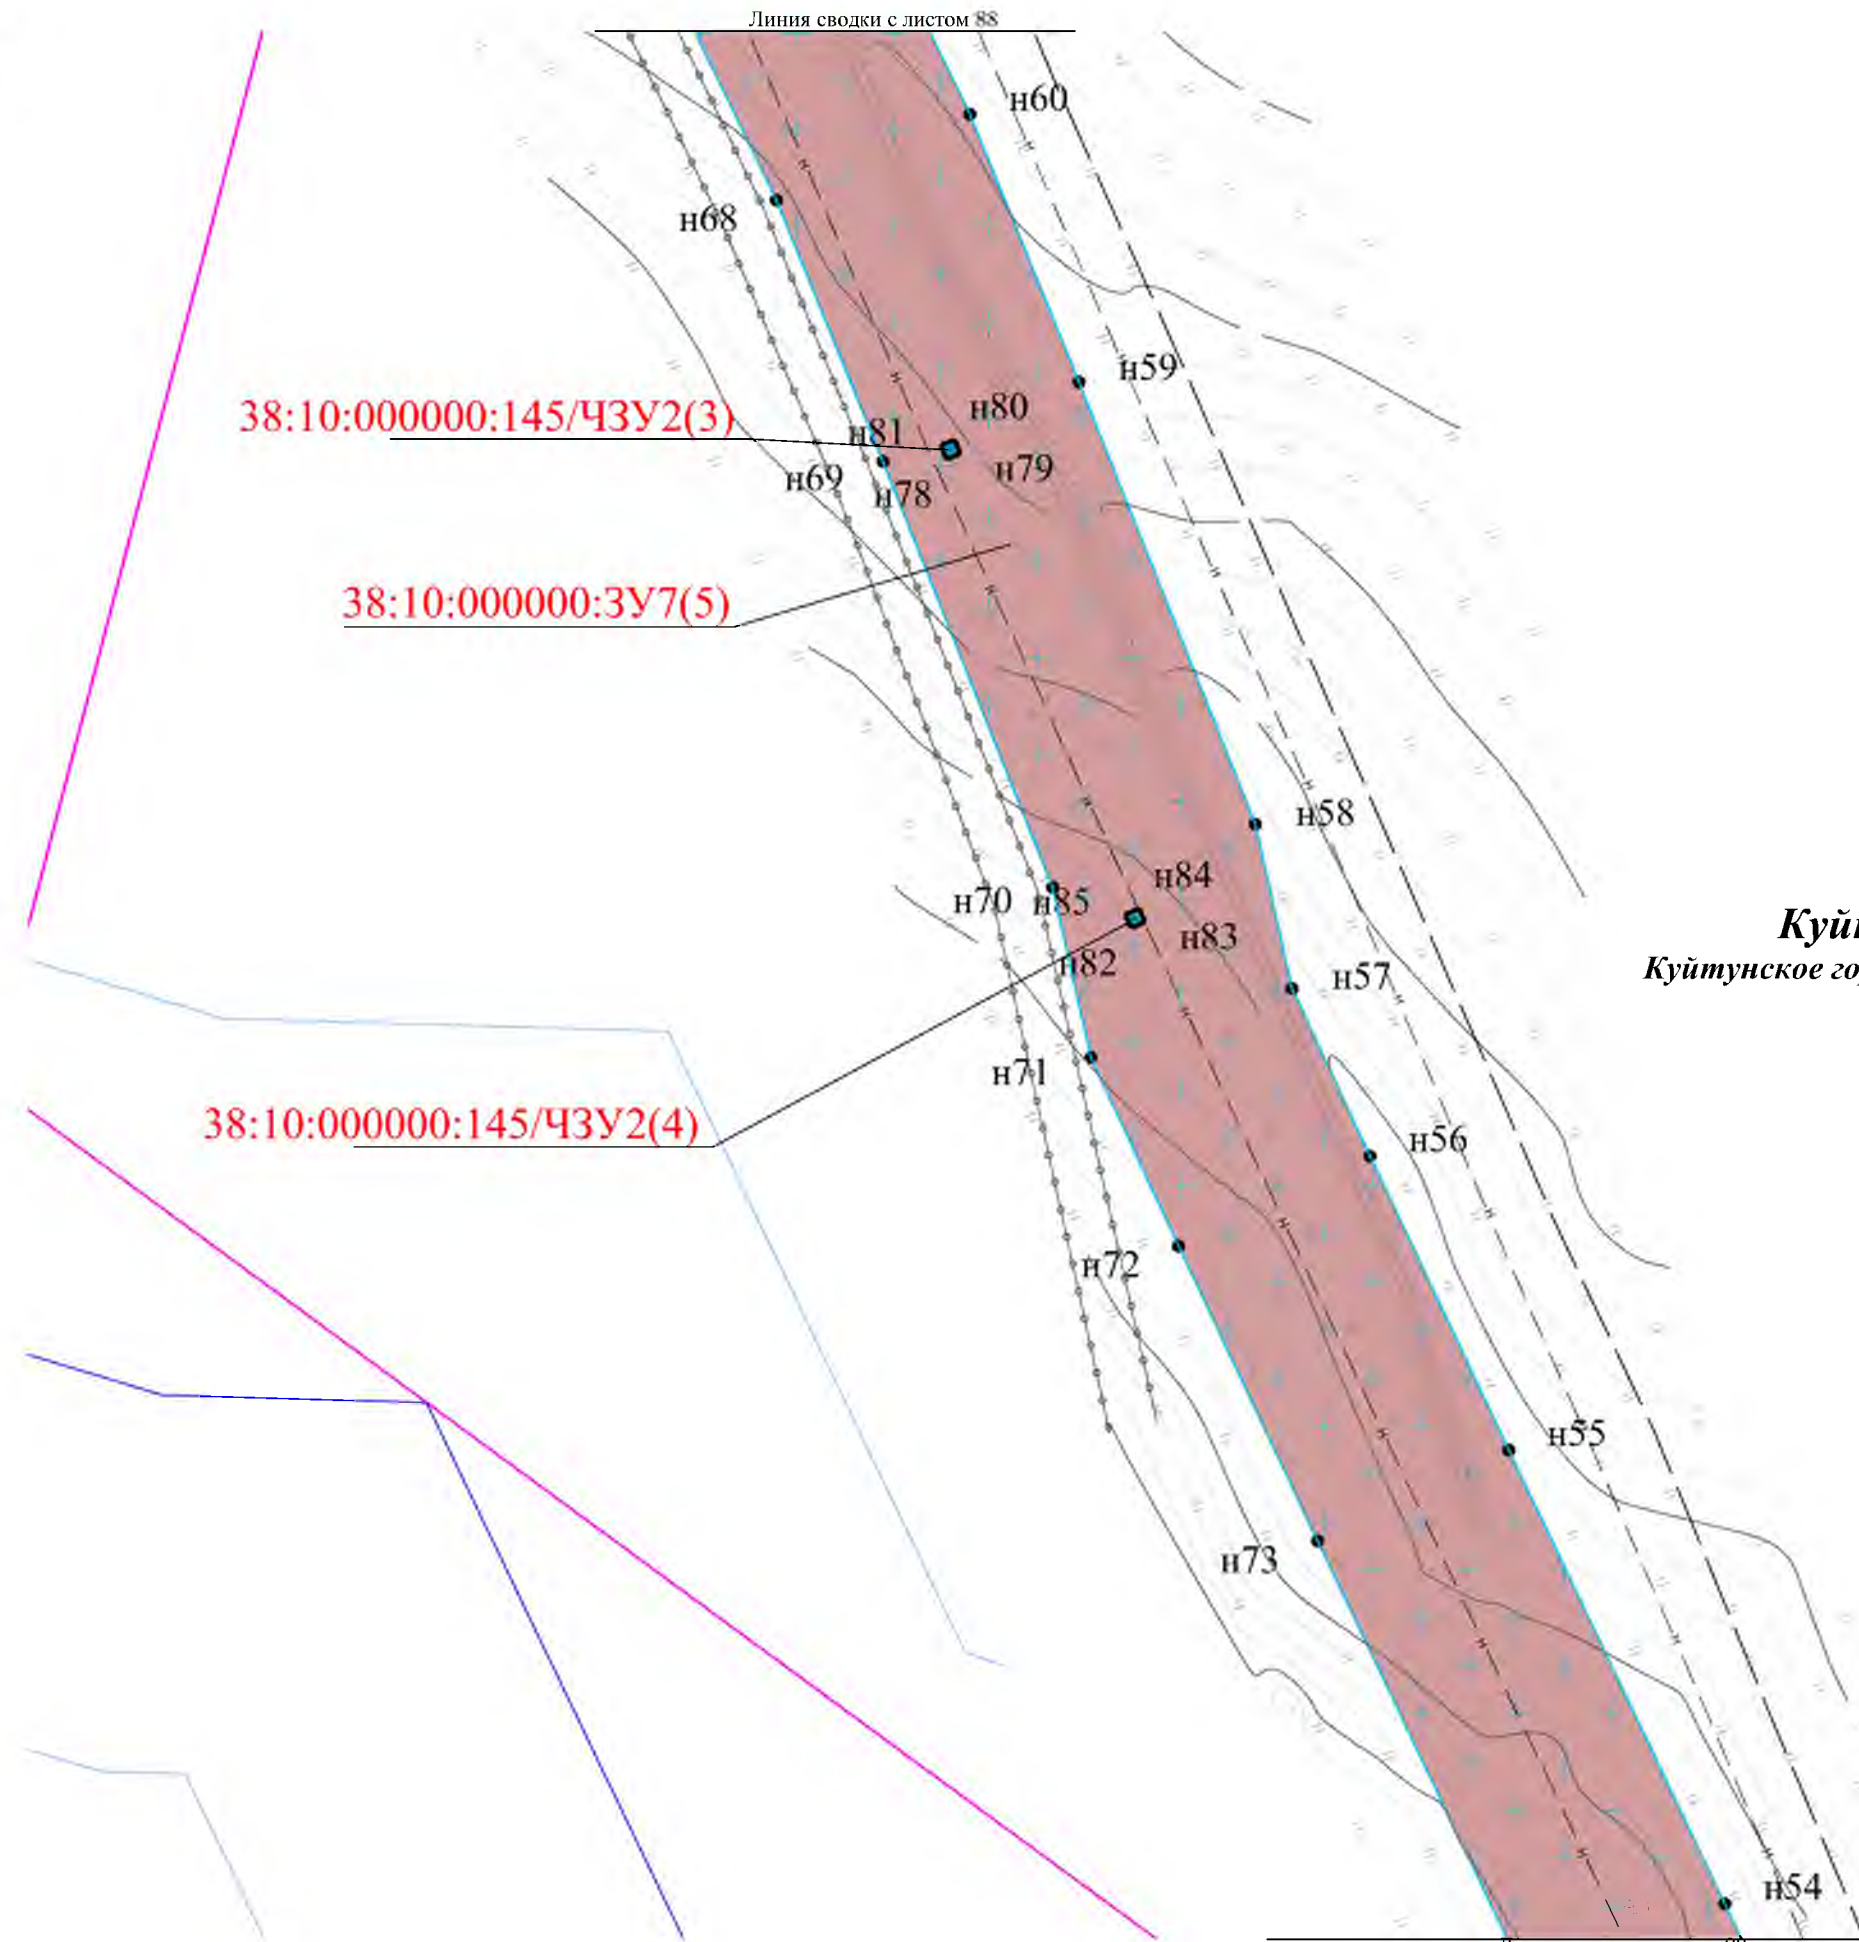 Линия сводки с листом 88
н60
н68
н59
38:10:000000:145/ЧЗУ2(3)
н80
н81
н79
н69
н78
38:10:000000:ЗУ7(5)
н58
н84
н70
н85
н83
н82
н57
Куйтунское
н71
38:10:000000:145/ЧЗУ2(4)
н56
н72
н55
н73
н54